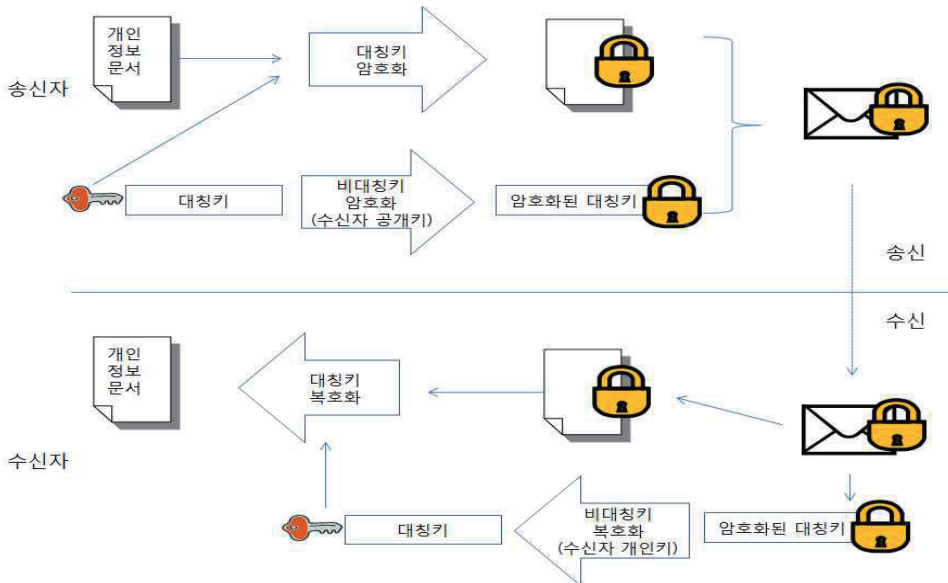 개인
정보
문서
대칭키
암호화
송신자
대칭키
비대칭키
암호화
(수신자 공개키)
암호화된 대칭키
송신
수신
개인
정보
문서
대칭키
복호화
수신자
대칭키
비대칭키
복호화
(수신자 개인키)
암호화된 대칭키